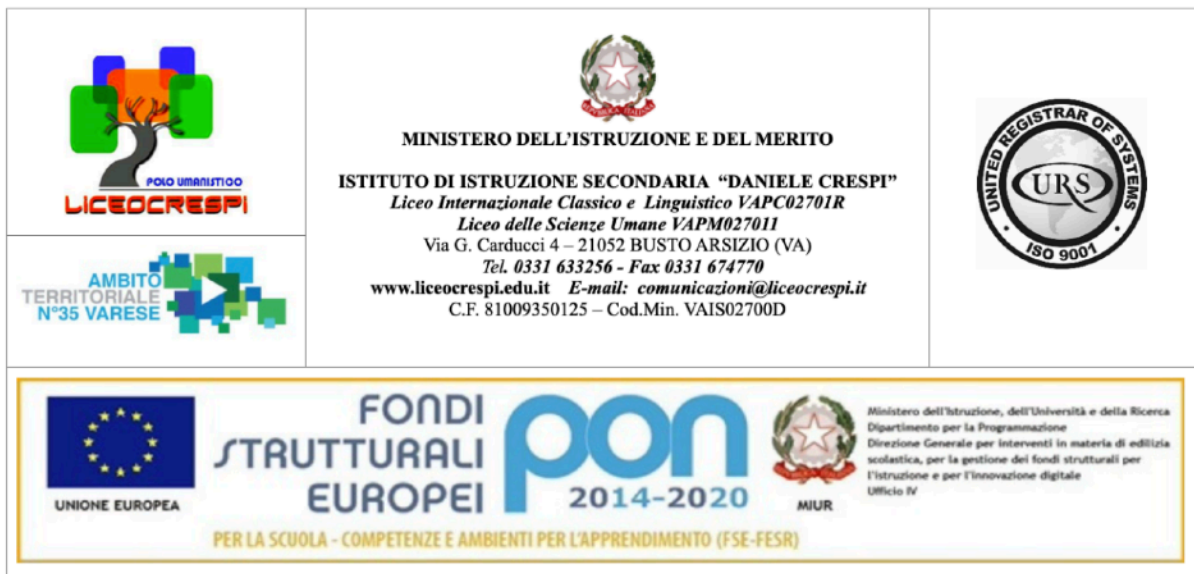 POLO UMANISTICO
LICEOCRESPI
AMBITO
TERRITORIALE
N°35 VARESE
REPVBBLICA ITALIANA
MINISTERO DELL'ISTRUZIONE E DEL MERITO
ISTITUTO DI ISTRUZIONE SECONDARIA “DANIELE CRESPI”
Liceo Internazionale Classico e Linguistico VAPC02701R
Liceo delle Scienze Umane VAPM027011
Via G. Carducci 4 – 21052 BUSTO ARSIZIO (VA)
Tel. 0331 633256 - Fax 0331 674770
www.liceocrespi.edu.it E-mail: comunicazioni@liceocrespi.it
C.F. 81009350125 – Cod.Min. VAIS02700D
UNITED REGISTRAR OF SYSTEMS
URS
ISO 9001
UNIONE EUROPEA
FONDI
STRUTTURALI
EUROPEI
pon
2014-2020
MIUR
Ministero dell'Istruzione, dell'Università e della Ricerca
Dipartimento per la Programmazione
Direzione Generale per interventi in materia di edilizia
scolastica, per la gestione dei fondi strutturali per
l'istruzione e per l'innovazione digitale
Ufficio IV
PER LA SCUOLA - COMPETENZE E AMBIENTI PER L'APPRENDIMENTO (FSE-FESR)